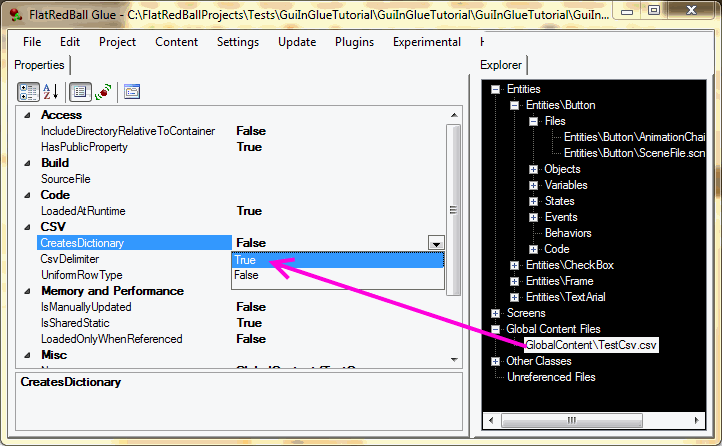 FlatRedBall Glue - C:\FlatRedBallProjects\Tests\GuiInGlueTutorial\GuiInGlueTutorial\GuiInGlueTutorial\GuiIn...
File Edit Project Content Settings Update Plugins Experimental
Properties
Access
IncludeDirectoryRelativeToContainer False
HasPublicProperty True
Build
SourceFile
Code
LoadedAtRuntime True
CSV
CreatesDictionary False
CsvDelimiter True
UniformRowType False
Memory and Performance
IsManuallyUpdated False
IsSharedStatic True
LoadedOnlyWhenReferenced False
Misc
CreatesDictionary
Explorer
Entities
Entities\Button
Files
Entities\Button\AnimationChai
Entities\Button\SceneFile.scn
Objects
Variables
States
Events
Behaviors
Code
Entities\CheckBox
Entities\Frame
Entities\TextArial
Screens
Global Content Files
GlobalContent\TestCsv.csv
Other Classes
Unreferenced Files